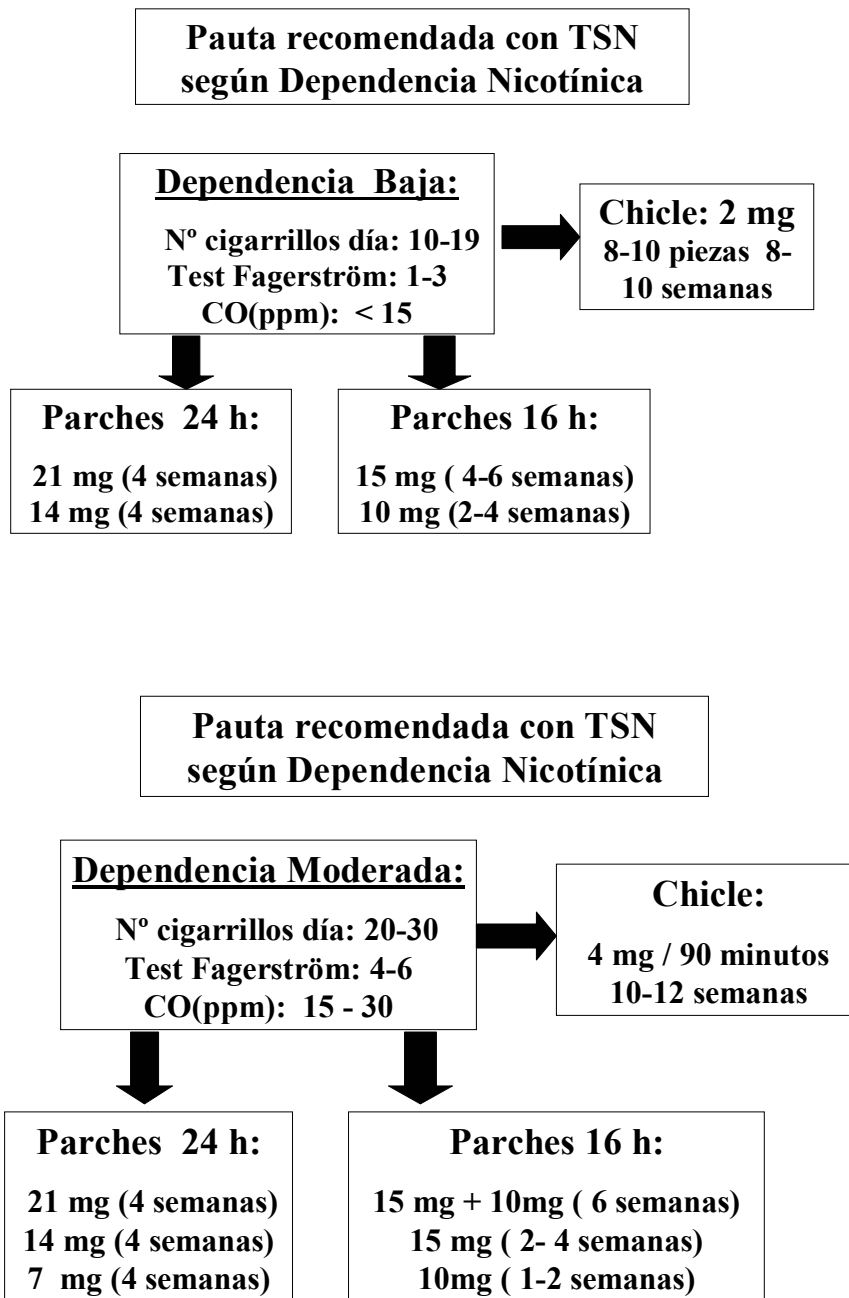 Pauta recomendada con TSN
según Dependencia Nicotínica
Dependencia Baja:
Nº cigarrillos día: 10-19
Test Fagerström: 1-3
CO(ppm): < 15
Chicle: 2 mg
8-10 piezas 8-
10 semanas
Parches 24 h:
21 mg (4 semanas)
14 mg (4 semanas)
Parches 16 h:
15 mg ( 4-6 semanas)
10 mg (2-4 semanas)
Pauta recomendada con TSN
según Dependencia Nicotínica
Dependencia Moderada:
Nº cigarrillos día: 20-30
Test Fagerström: 4-6
CO(ppm): 15 - 30
Chicle:
4 mg / 90 minutos
10-12 semanas
Parches 24 h:
21 mg (4 semanas)
14 mg (4 semanas)
7 mg (4 semanas)
Parches 16 h:
15 mg + 10mg ( 6 semanas)
15 mg ( 2- 4 semanas)
10mg ( 1-2 semanas)